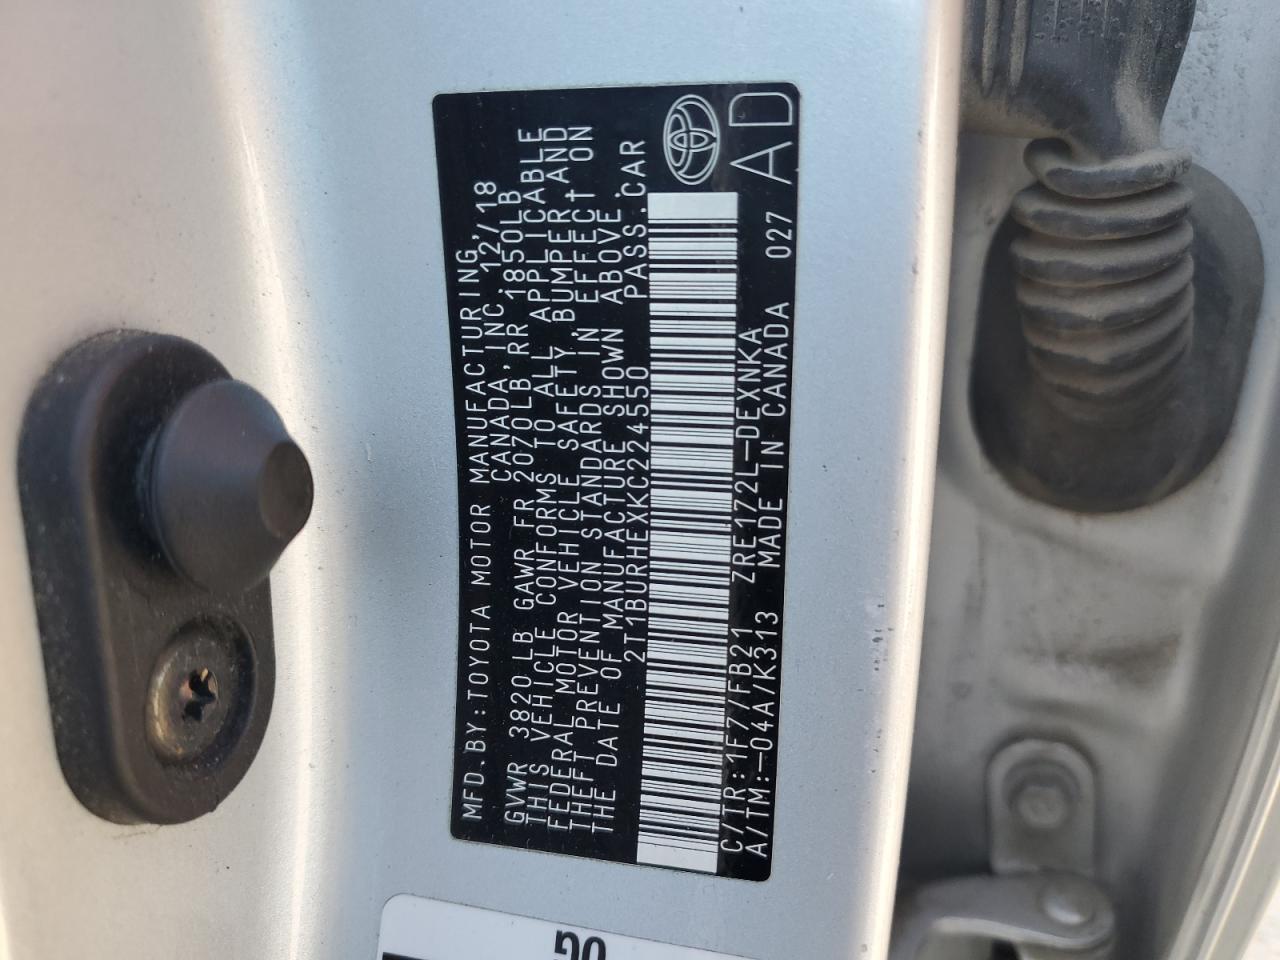 MFD.BY:TOYOTA MOTOR MANUFACTURING,
CANADA,INC. 12/18
GVWR 3820 LB GAWR FR 2070LB,RR 1850LB
THIS VEHICLE CONFORMS TO ALL APPLICABLE
FEDERAL MOTOR VEHICLE SAFETY,BUMPER,AND
THEFT PREVENTION STANDARDS IN EFFECT ON
THE DATE OF MANUFACTURE SHOWN ABOVE.
2T1BURHEXKC224550 PASS.CAR
C/TR:1F7/FB21 ZRE172L-DEXNKA
A/TM:-04A/K313 MADE IN CANADA 027
AD